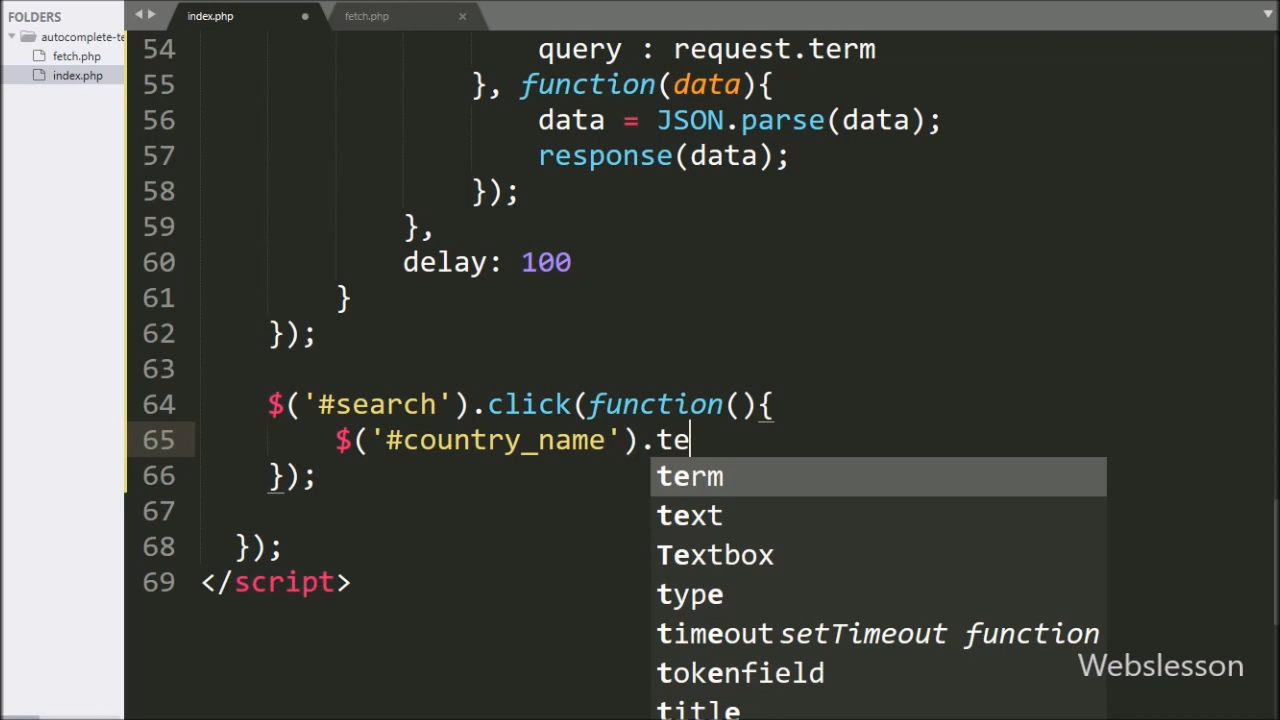 FOLDERS
autocomplete-te
fetch.php
index.php
index.php
fetch.php
54 query : request.term
55 }, function(data){
56 data = JSON.parse(data);
57 response(data);
58 });
59 },
60 delay: 100
61 }
62 });
63
64 $('#search').click(function(){
65 $('#country_name').te
66 });
67
68 });
69 </script>
term
text
Textbox
type
timeout setTimeout function
tokenfield
title
Webslesson